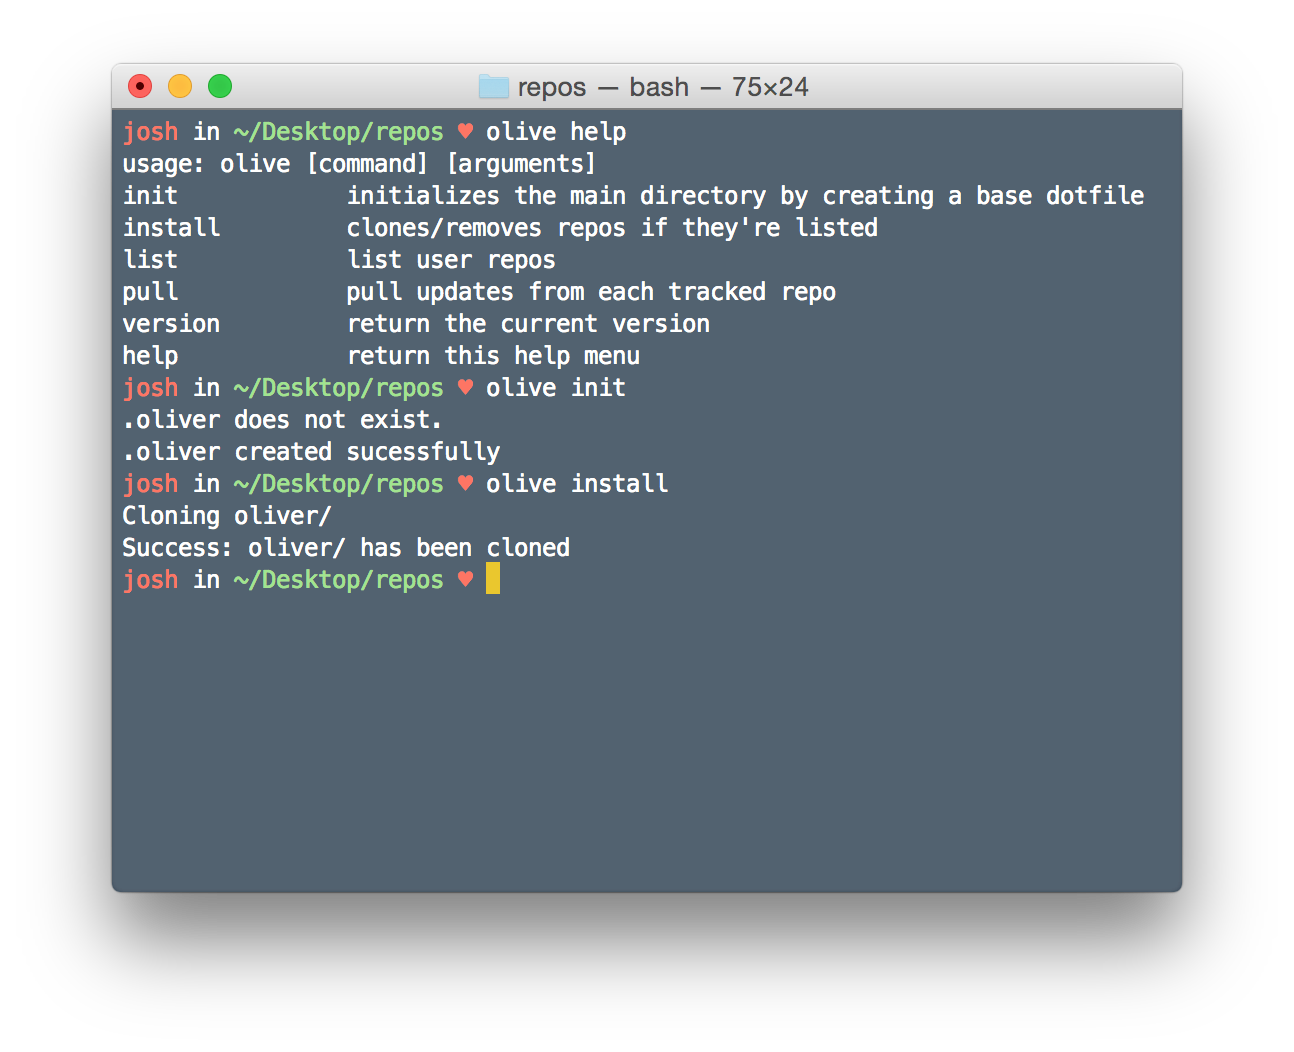 repos — bash — 75×24
josh in ~/Desktop/repos ♥ olive help
usage: olive [command] [arguments]
init            initializes the main directory by creating a base dotfile
install         clones/removes repos if they're listed
list            list user repos
pull            pull updates from each tracked repo
version         return the current version
help            return this help menu
josh in ~/Desktop/repos ♥ olive init
.oliver does not exist.
.oliver created sucessfully
josh in ~/Desktop/repos ♥ olive install
Cloning oliver/
Success: oliver/ has been cloned
josh in ~/Desktop/repos ♥